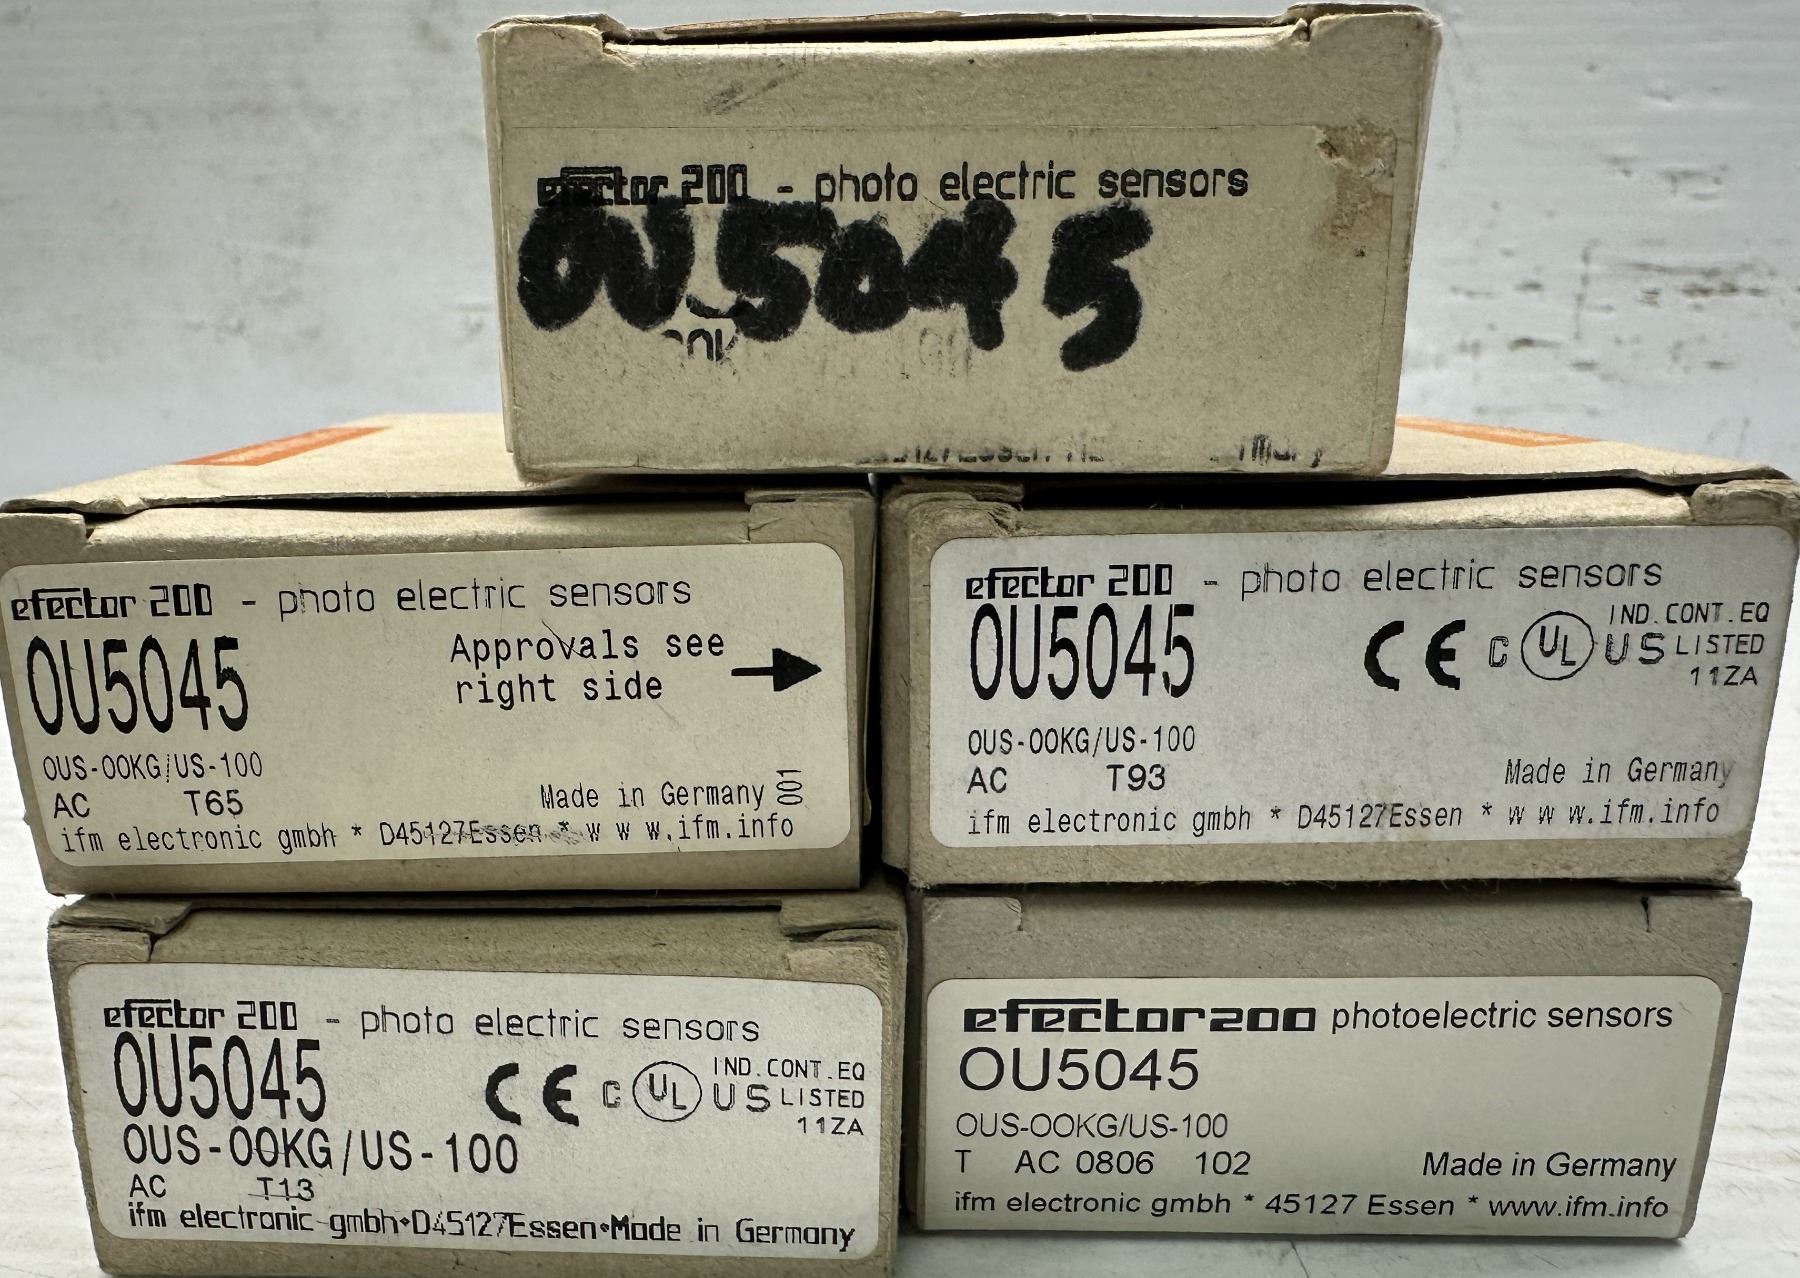 efector 200 - photo electric sensors
OU5045
efector 200 - photo electric sensors
OU5045
Approvals see
right side
OUS-OOKG/US-100
AC T65
Made in Germany 001
ifm electronic gmbh * D45127Essen * w w w.ifm.info
efector 200 - photo electric sensors
OU5045
CE C UL US
IND.CONT.EQ
LISTED
11ZA
OUS-OOKG/US-100
AC T93
Made in Germany
ifm electronic gmbh * D45127Essen * w w w.ifm.info
efector 200 - photo electric sensors
OU5045
CE C UL US
IND.CONT.EQ
LISTED
11ZA
OUS-OOKG/US-100
AC T13
ifm electronic gmbh•D45127Essen•Made in Germany
efector200 photoelectric sensors
OU5045
OUS-OOKG/US-100
T AC 0806 102
Made in Germany
ifm electronic gmbh * 45127 Essen * www.ifm.info